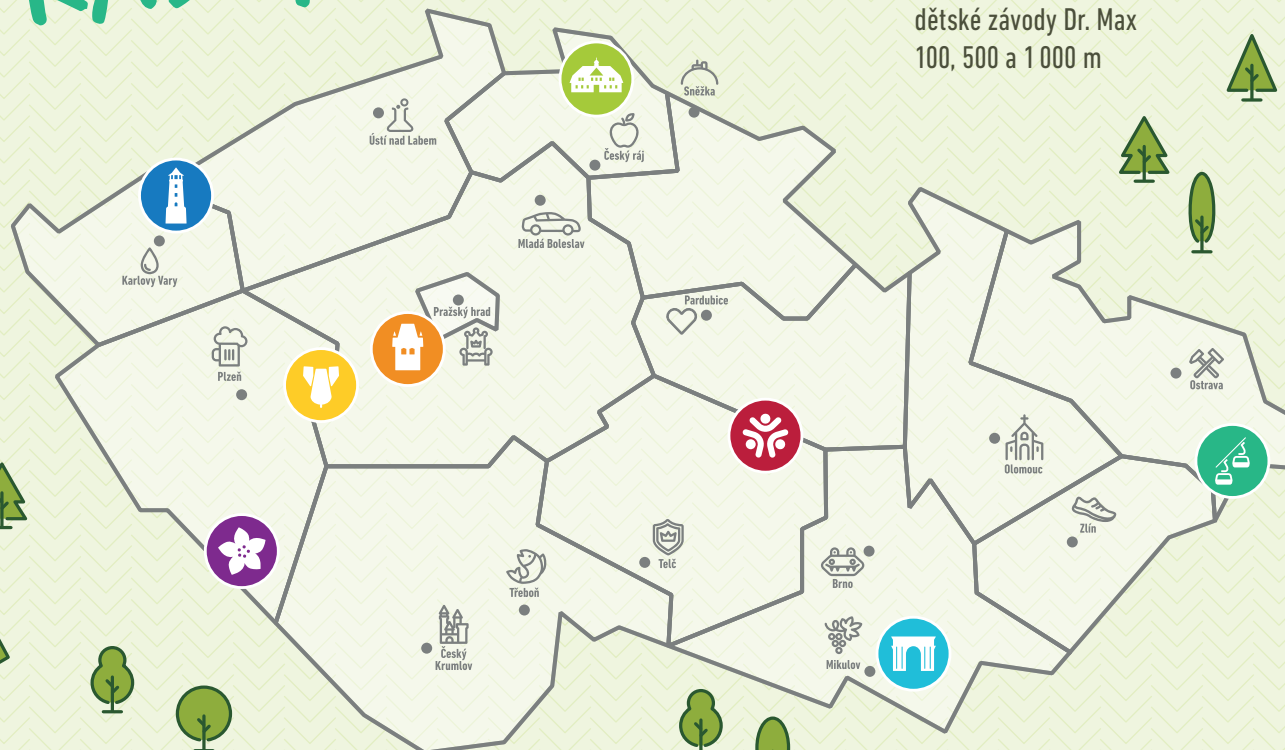 dětské závody Dr. Max
100, 500 a 1 000 m
Sněžka
Ústí nad Labem
Český ráj
Mladá Boleslav
Karlovy Vary
Pražský hrad
Pardubice
Plzeň
Ostrava
Olomouc
Zlín
Telč
Brno
Třeboň
Český
Krumlov
Mikulov